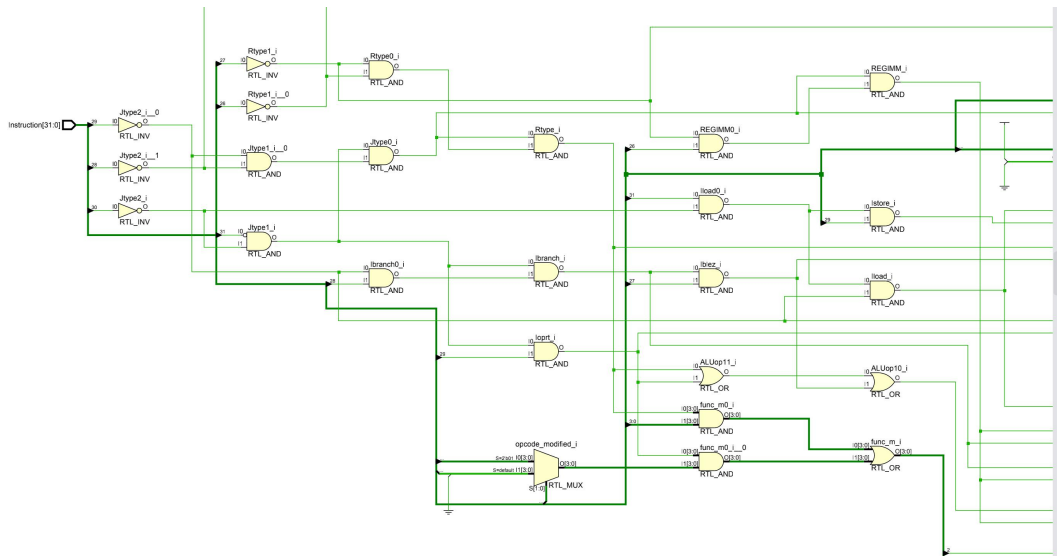 Instruction[31:0]
29
I0
Jtype2_i__0
O
RTL_INV
28
I0
Jtype2_i__1
O
RTL_INV
30
I0
Jtype2_i
O
RTL_INV
27
I0
Rtype1_i
O
RTL_INV
26
I0
Rtype1_i__0
O
RTL_INV
I0
I1
Jtype1_i__0
O
RTL_AND
31
I0
I1
Jtype1_i
O
RTL_AND
I0
I1
Rtype0_i
O
RTL_AND
I0
I1
Jtype0_i
O
RTL_AND
I0
I1
Ibranch0_i
O
RTL_AND
28
I0
I1
Rtype_i
O
RTL_AND
I0
I1
Ibranch_i
O
RTL_AND
I0
I1
Ioprt_i
O
RTL_AND
29
opcode_modified_i
S=2'b01 I0[3:0]
S=default I1[3:0]
S[1:0]
O[3:0]
RTL_MUX
26
I0
I1
REGIMM0_i
O
RTL_AND
31
I0
I1
Iload0_i
O
RTL_AND
I0
I1
Ibiez_i
O
RTL_AND
27
I0
I1
ALUop11_i
O
RTL_OR
3:0
I0[3:0]
I1[3:0]
func_m0_i
O[3:0]
RTL_AND
I0[3:0]
I1[3:0]
func_m0_i__0
O[3:0]
RTL_AND
I0
I1
REGIMM_i
O
RTL_AND
29
I0
I1
Istore_i
O
RTL_AND
I0
I1
Iload_i
O
RTL_AND
I0
I1
ALUop10_i
O
RTL_OR
I0[3:0]
I1[3:0]
func_m_i
O[3:0]
RTL_OR
2